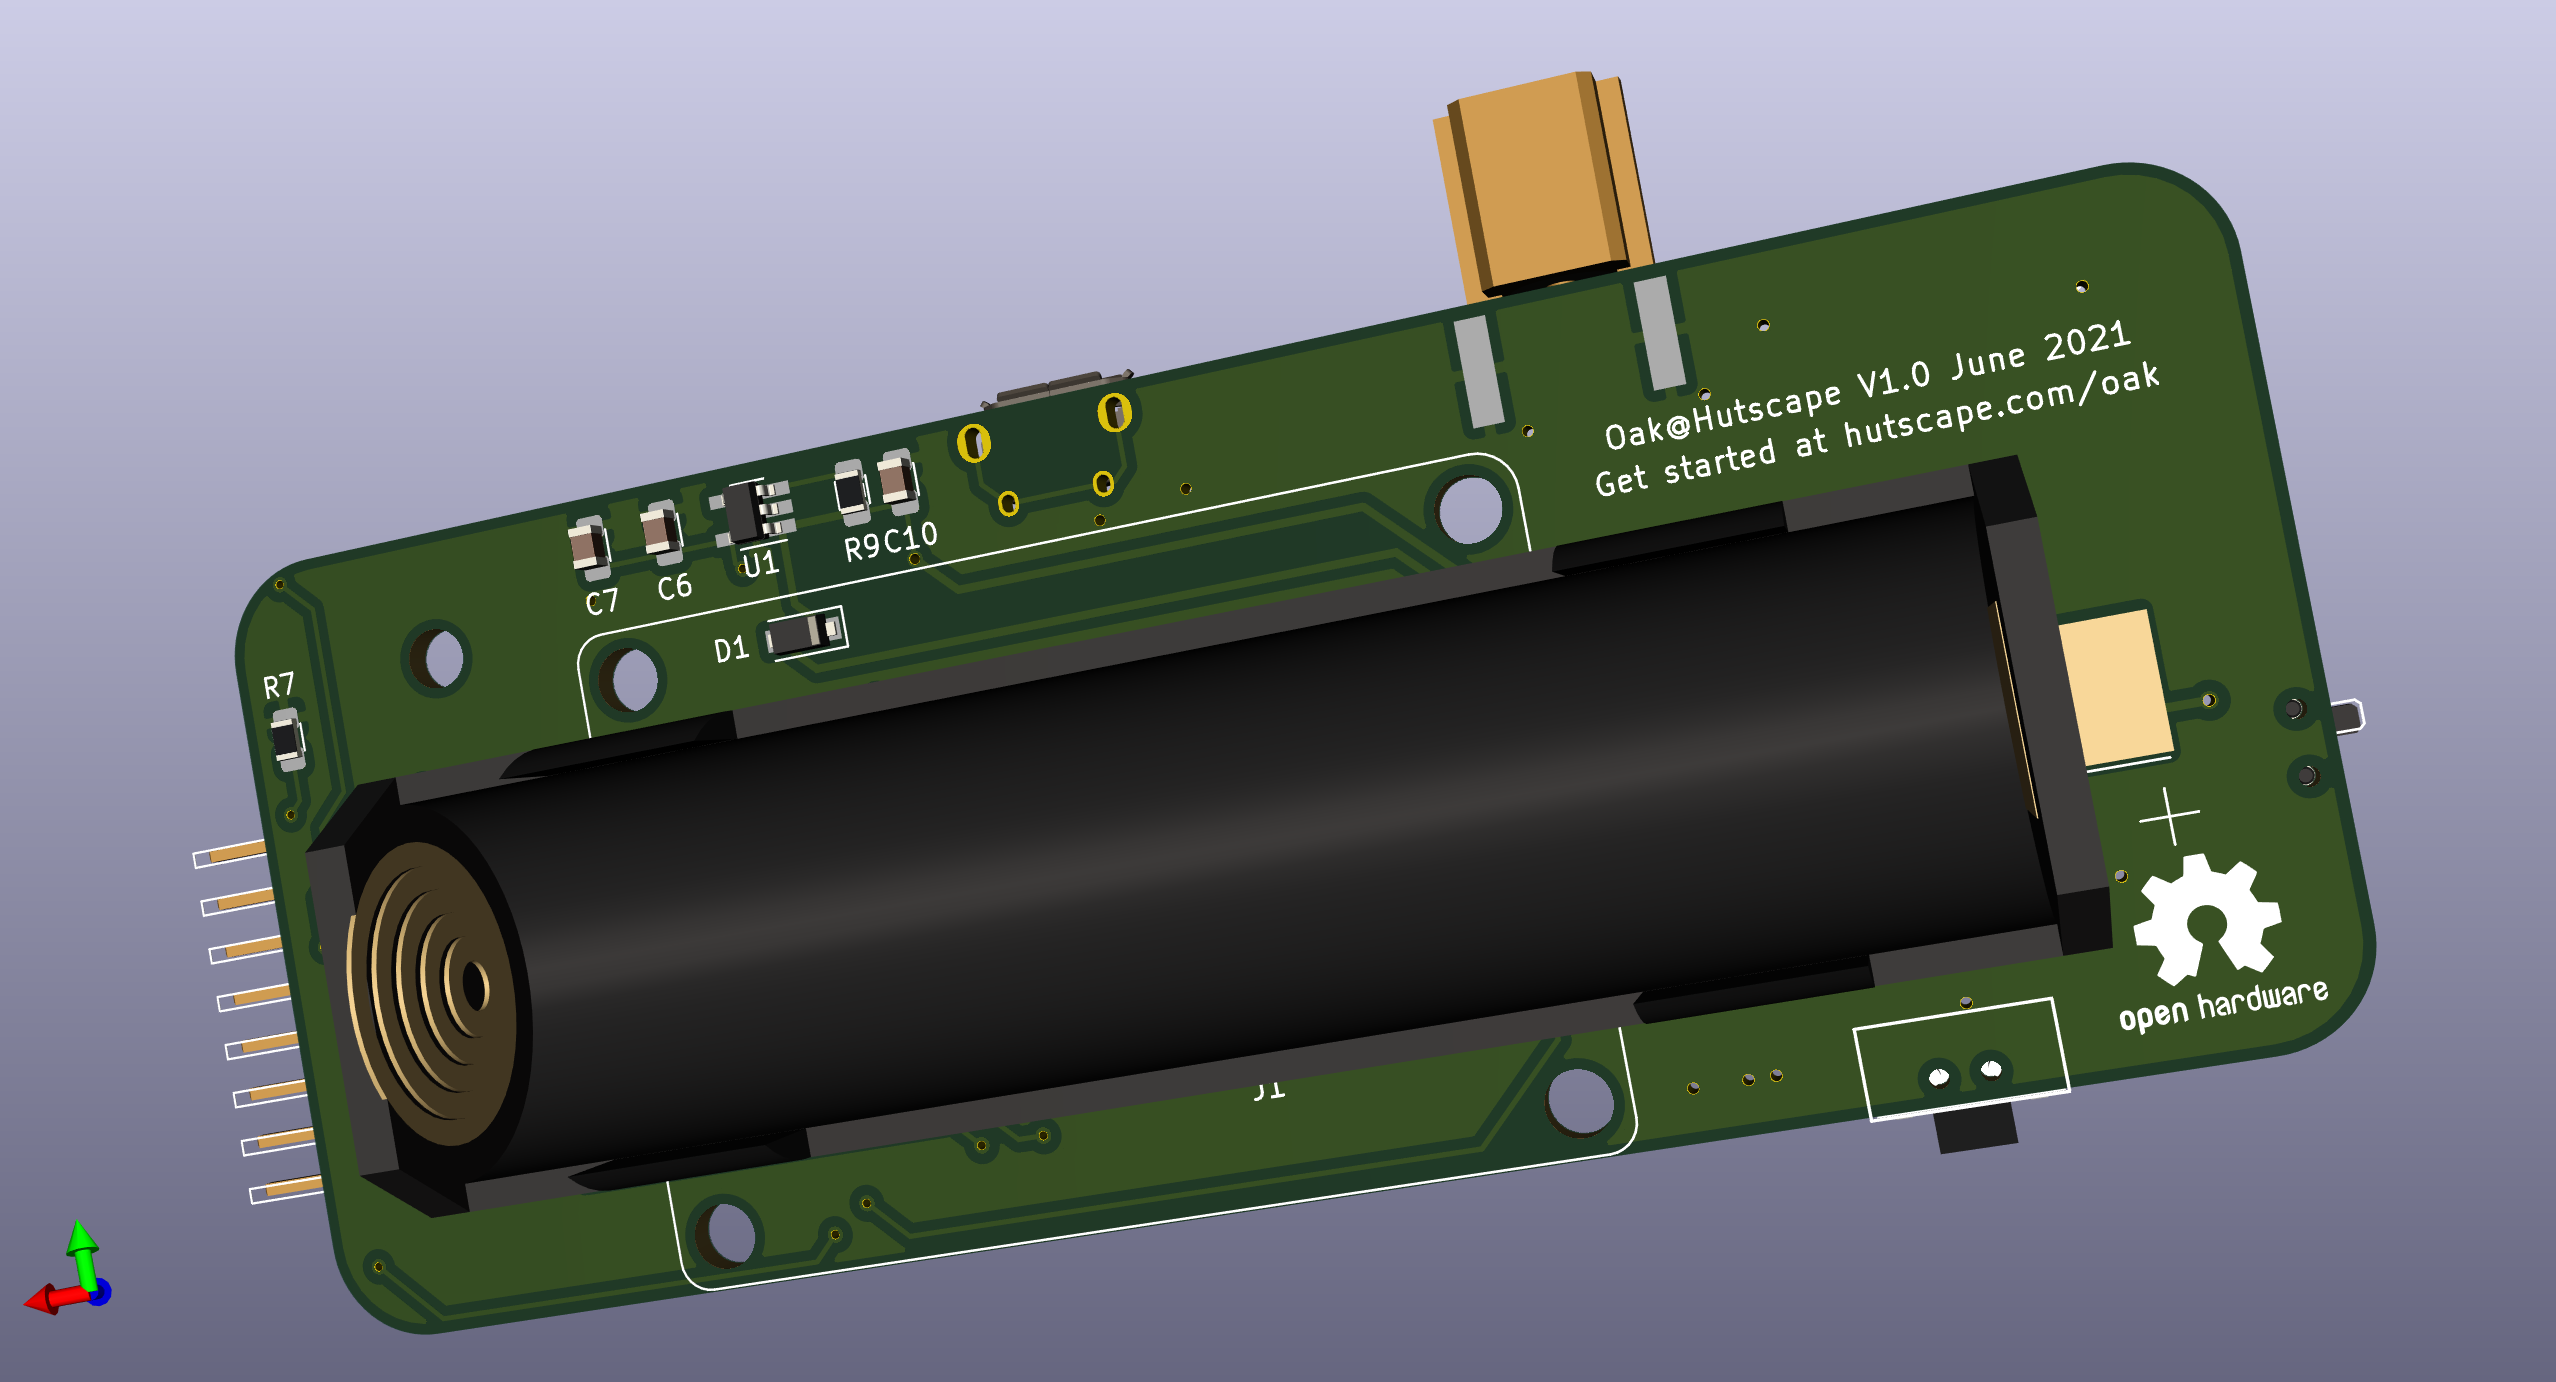 Oak@Hutscape V1.0 June 2021
Get started at hutscape.com/oak
R9
C10
U1
C6
C7
D1
R7
J1
open hardware